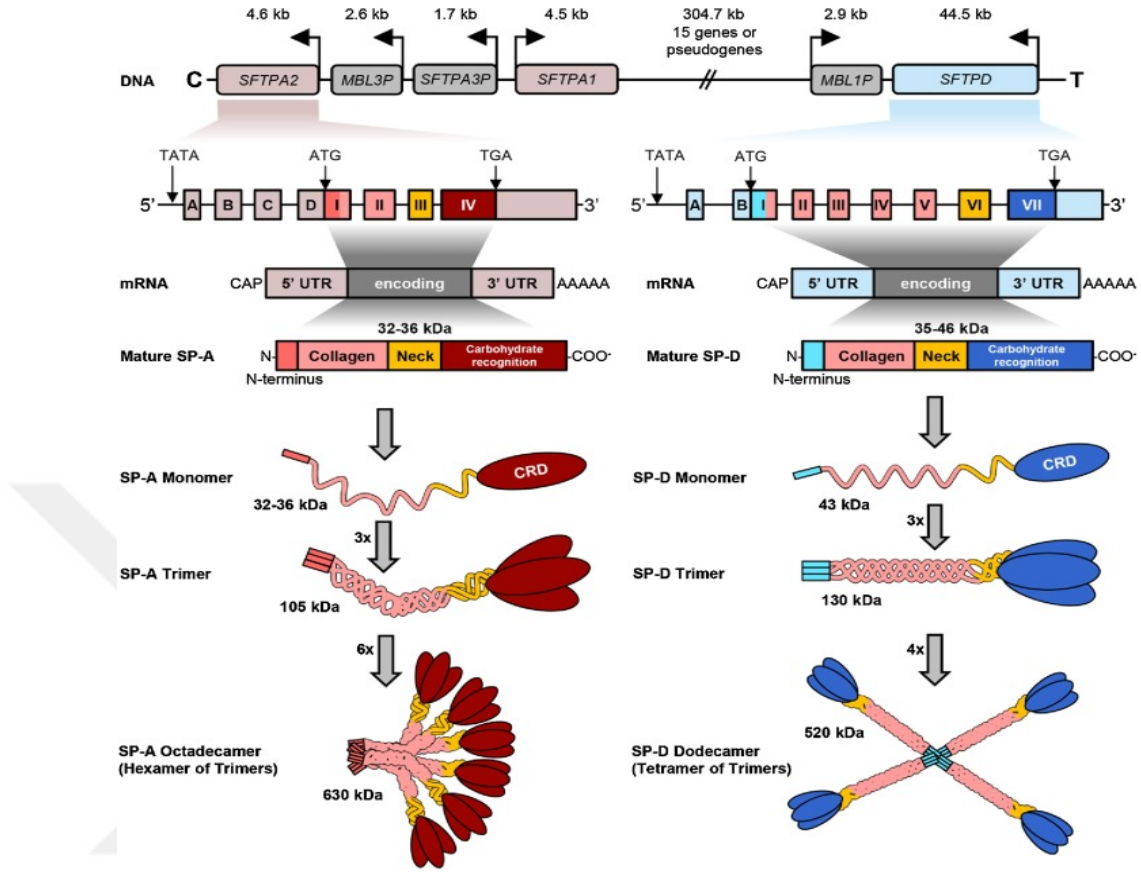 4.6 kb 2.6 kb 1.7 kb 4.5 kb 304.7 kb 2.9 kb 44.5 kb
15 genes or
pseudogenes
DNA C SFTPA2 MBL3P SFTPA3P SFTPA1 // MBL1P SFTPD T
TATA ATG TGA
5' A B C D I II III IV 3'
TATA ATG TGA
5' A B I II III IV V VI VII 3'
mRNA CAP 5' UTR encoding 3' UTR AAAAA
mRNA CAP 5' UTR encoding 3' UTR AAAAA
32-36 kDa
Mature SP-A N- Collagen Neck Carbohydrate recognition -COO-
N-terminus
35-46 kDa
Mature SP-D N- Collagen Neck Carbohydrate recognition -COO-
N-terminus
SP-A Monomer CRD
32-36 kDa
SP-D Monomer CRD
43 kDa
3x
3x
SP-A Trimer
105 kDa
SP-D Trimer
130 kDa
6x
4x
SP-A Octadecamer
(Hexamer of Trimers)
630 kDa
520 kDa
SP-D Dodecamer
(Tetramer of Trimers)